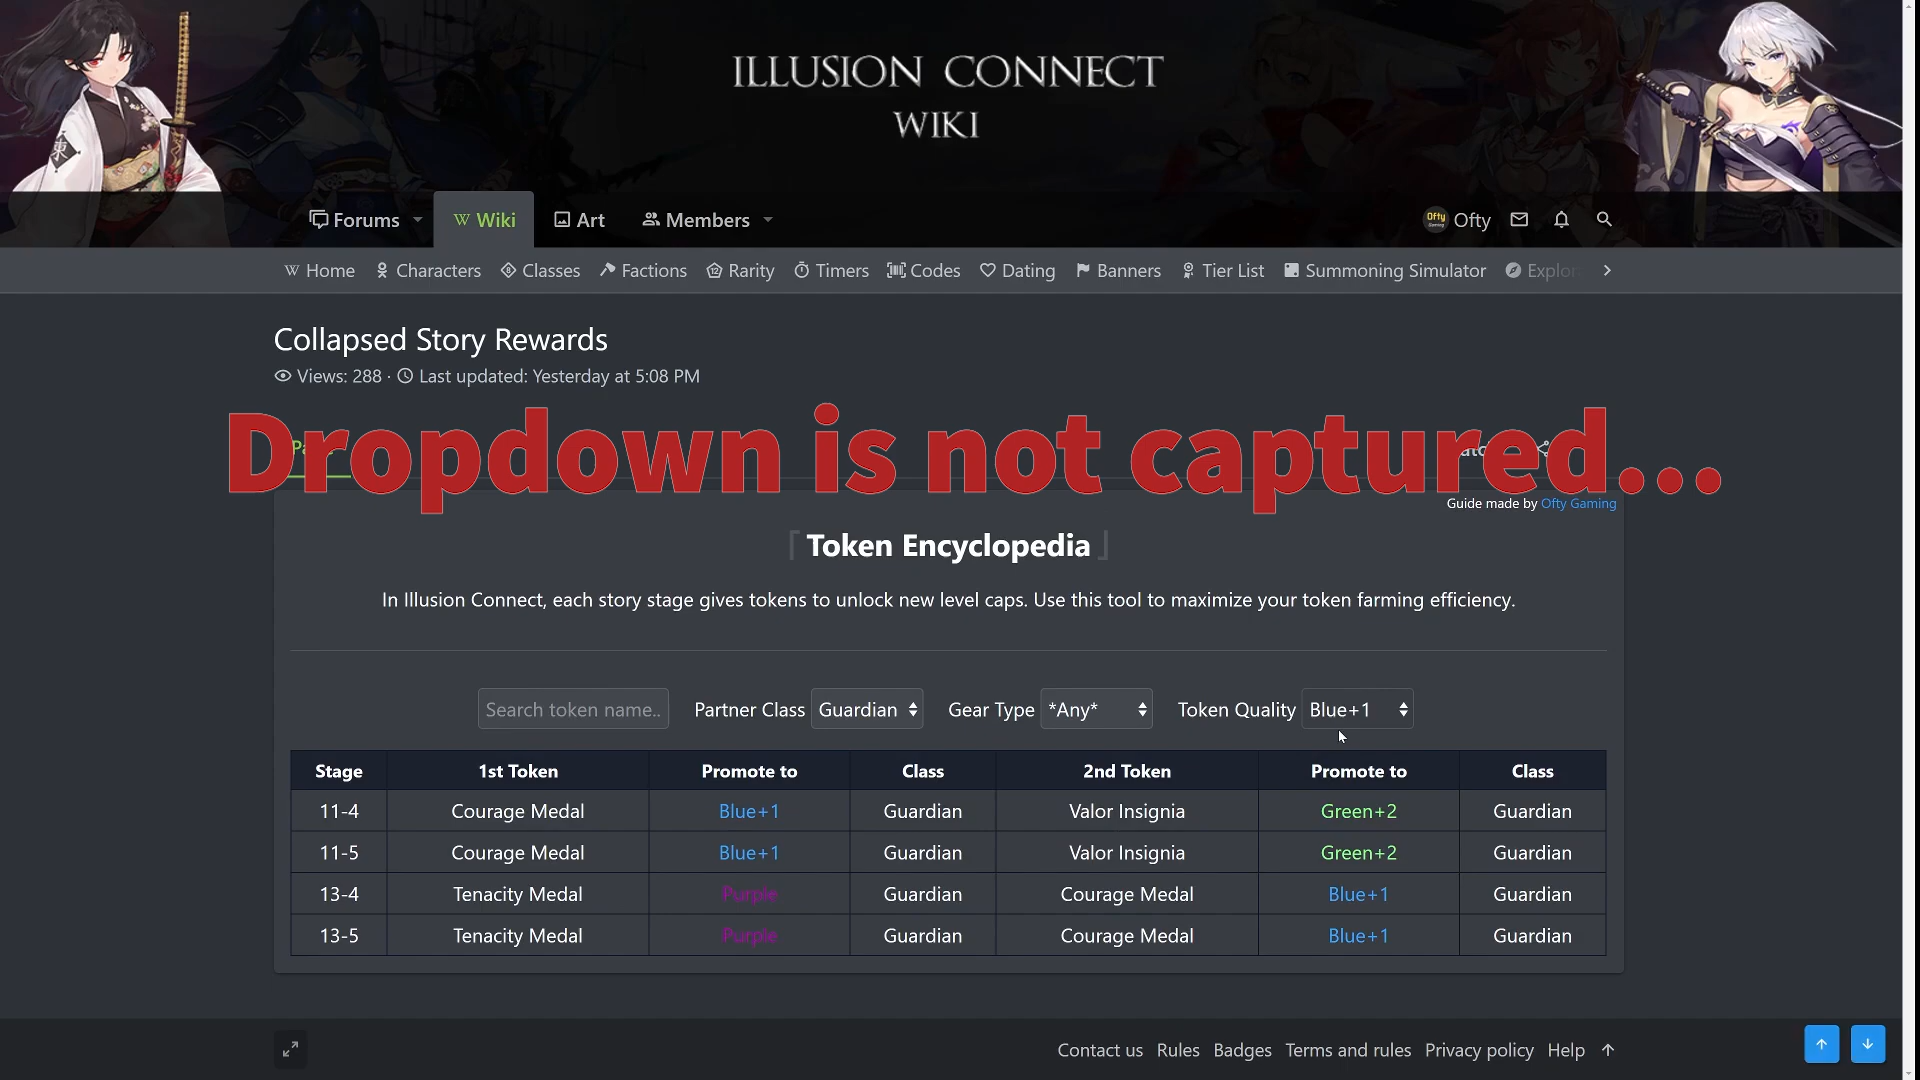 ILLUSION CONNECT
WIKI
Forums W Wiki Art Members Ofty Gaming Ofty
W Home Characters Classes Factions Rarity Timers Codes Dating Banners Tier List Summoning Simulator Explor
Collapsed Story Rewards
Views: 288 · Last updated: Yesterday at 5:08 PM
Dropdown is not captured...
Guide made by Ofty Gaming
「Token Encyclopedia」
In Illusion Connect, each story stage gives tokens to unlock new level caps. Use this tool to maximize your token farming efficiency.
Search token name.. Partner Class Guardian Gear Type *Any* Token Quality Blue+1
Stage 1st Token Promote to Class 2nd Token Promote to Class
11-4 Courage Medal Blue+1 Guardian Valor Insignia Green+2 Guardian
11-5 Courage Medal Blue+1 Guardian Valor Insignia Green+2 Guardian
13-4 Tenacity Medal Purple Guardian Courage Medal Blue+1 Guardian
13-5 Tenacity Medal Purple Guardian Courage Medal Blue+1 Guardian
Contact us Rules Badges Terms and rules Privacy policy Help